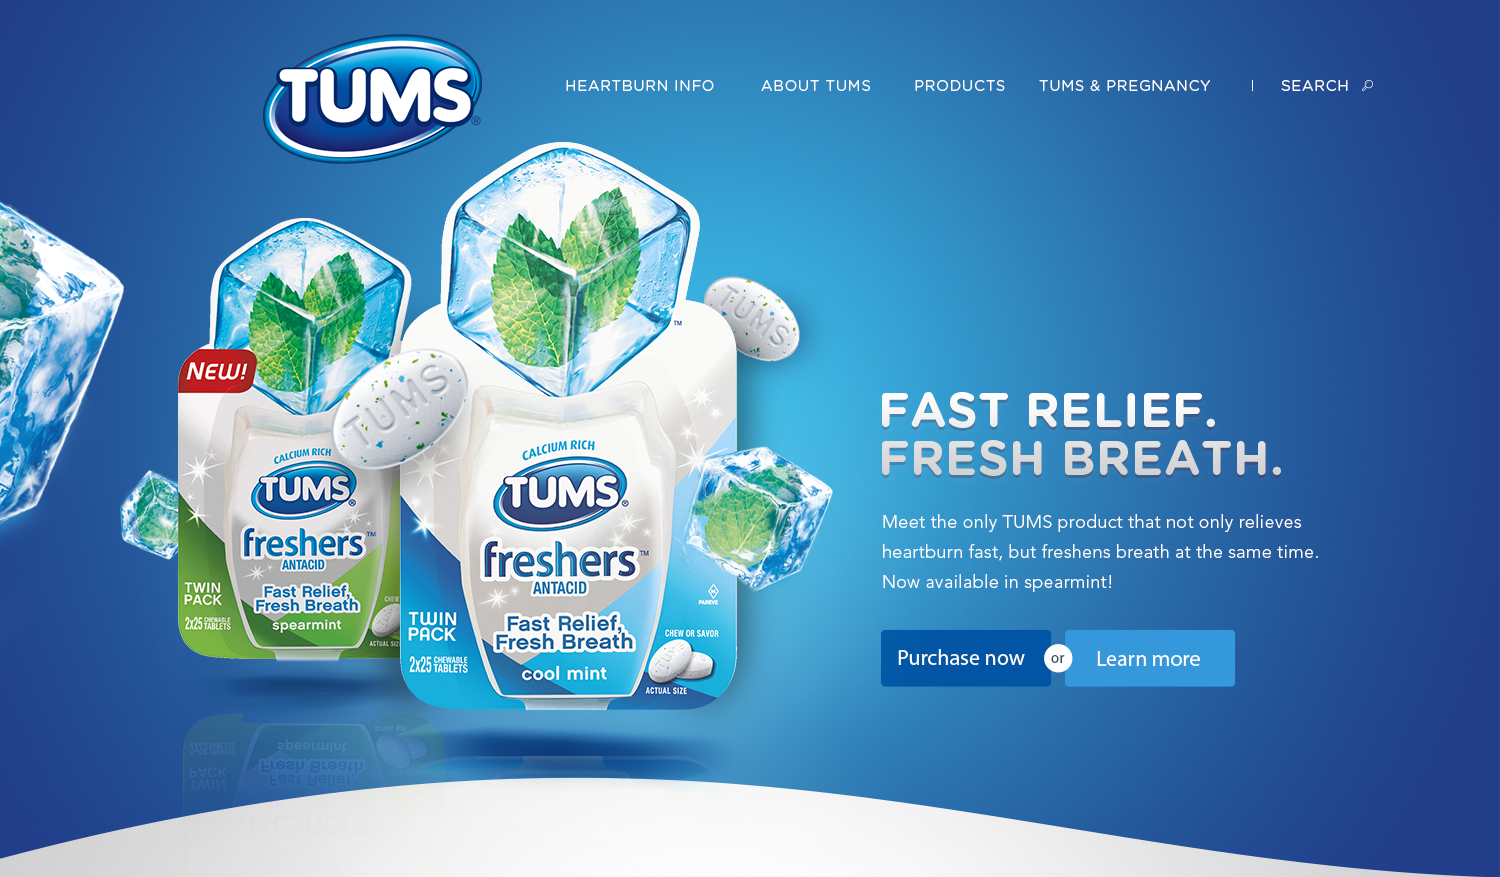 TUMS®
HEARTBURN INFO
ABOUT TUMS
PRODUCTS
TUMS & PREGNANCY
SEARCH
NEW!
CALCIUM RICH
TUMS®
freshers™
ANTACID
Fast Relief,
Fresh Breath
spearmint
TWIN
PACK
2x25 CHEWABLE
TABLETS
CHEW
ACTUAL SIZE
TUMS
TM
CALCIUM RICH
TUMS®
freshers™
ANTACID
Fast Relief,
Fresh Breath
cool mint
TWIN
PACK
2x25 CHEWABLE
TABLETS
PAREVE
CHEW OR SAVOR
TUMS
ACTUAL SIZE
TUMS
FAST RELIEF.
FRESH BREATH.
Meet the only TUMS product that not only relieves
heartburn fast, but freshens breath at the same time.
Now available in spearmint!
Purchase now
or
Learn more